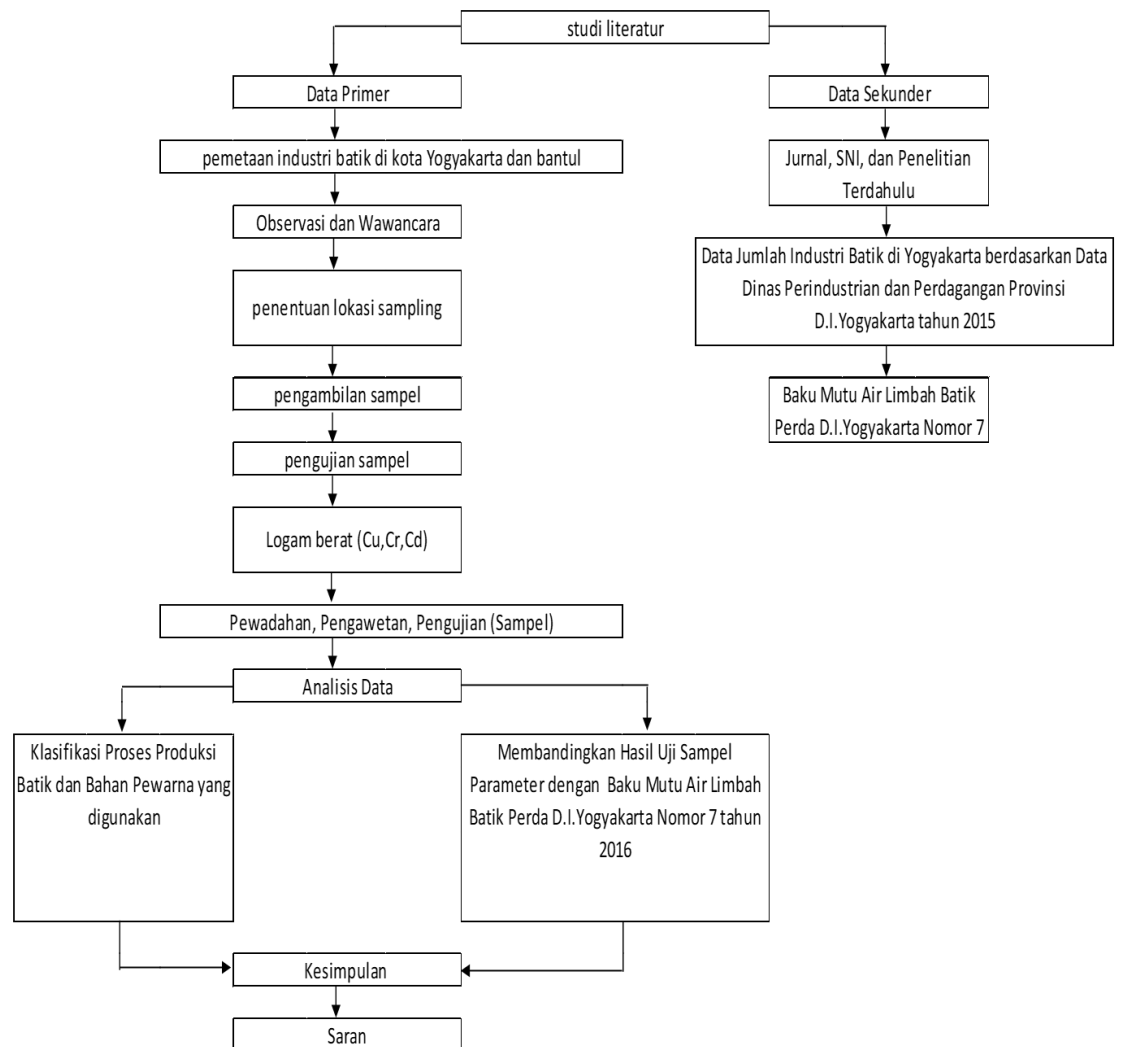 studi literatur
Data Primer
Data Sekunder
pemetaan industri batik di kota Yogyakarta dan bantul
Jurnal, SNI, dan Penelitian
Terdahulu
Observasi dan Wawancara
Data Jumlah Industri Batik di Yogyakarta berdasarkan Data
Dinas Perindustrian dan Perdagangan Provinsi
D.I.Yogyakarta tahun 2015
penentuan lokasi sampling
pengambilan sampel
Baku Mutu Air Limbah Batik
Perda D.I.Yogyakarta Nomor 7
pengujian sampel
Logam berat (Cu,Cr,Cd)
Pewadahan, Pengawetan, Pengujian (Sampel)
Analisis Data
Klasifikasi Proses Produksi
Batik dan Bahan Pewarna yang
digunakan
Membandingkan Hasil Uji Sampel
Parameter dengan Baku Mutu Air Limbah
Batik Perda D.I.Yogyakarta Nomor 7 tahun
2016
Kesimpulan
Saran